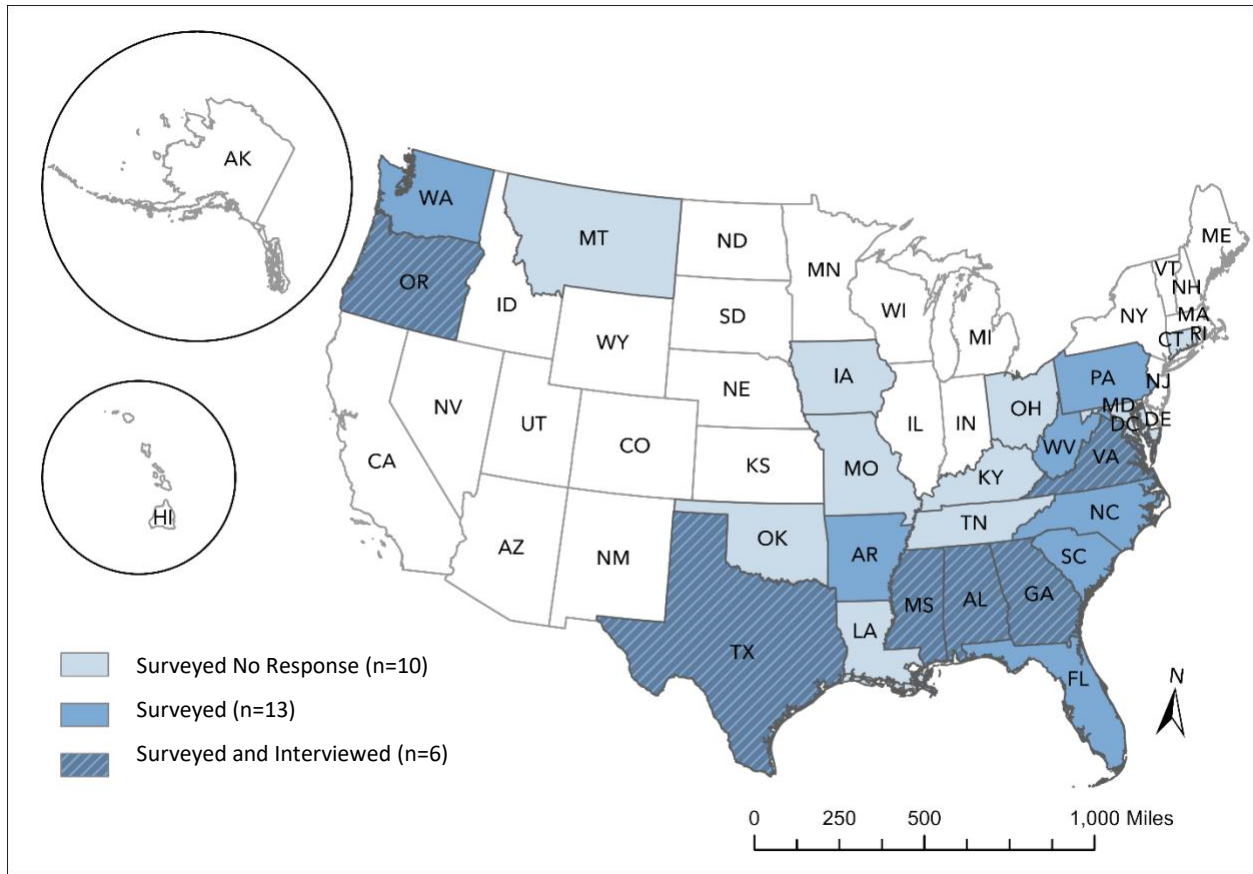 AK
HI
WA
OR
CA
NV
ID
MT
WY
UT
AZ
CO
NM
ND
SD
NE
KS
OK
TX
MN
IA
MO
AR
LA
WI
IL
MI
IN
OH
KY
TN
MS
AL
GA
FL
SC
NC
VA
WV
PA
NY
VT
NH
ME
MA
CT
RI
NJ
MD
DE
DC
Surveyed No Response (n=10)
Surveyed (n=13)
Surveyed and Interviewed (n=6)
N
0 250 500 1,000 Miles